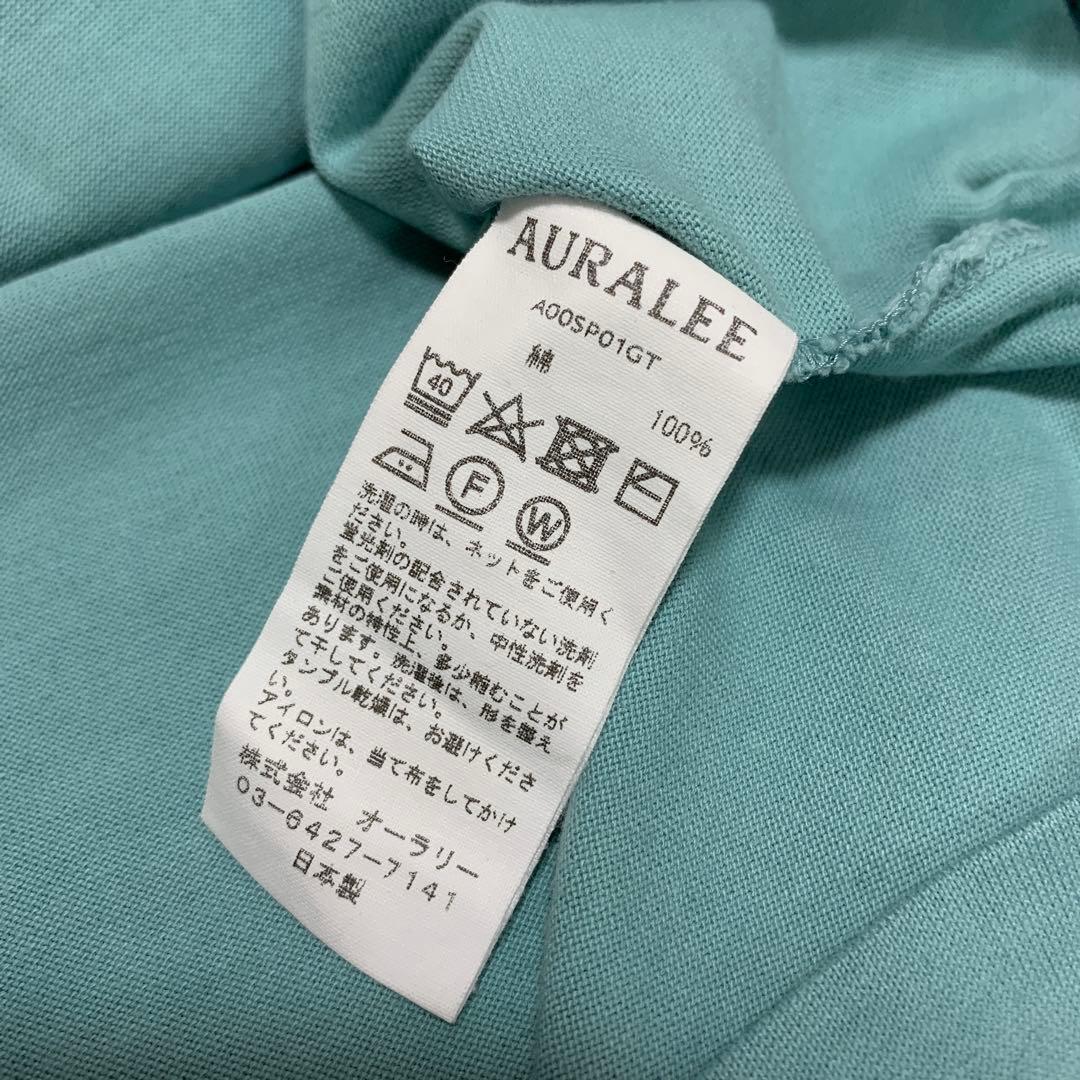 AURALEE
A00SP01GT
綿 100%
40
F W
洗濯の時は、ネットをご使用く
ださい。
蛍光剤の配合されていない洗剤
をご使用になるか、中性洗剤を
ご使用ください。
素材の特性上、多少縮むことが
あります。洗濯後は、形を整え
て干してください。
タンブル乾燥は、お避けくださ
い。
アイロンは、当て布をしてかけ
てください。
株式会社 オーラリー
03-6427-7141
日本製